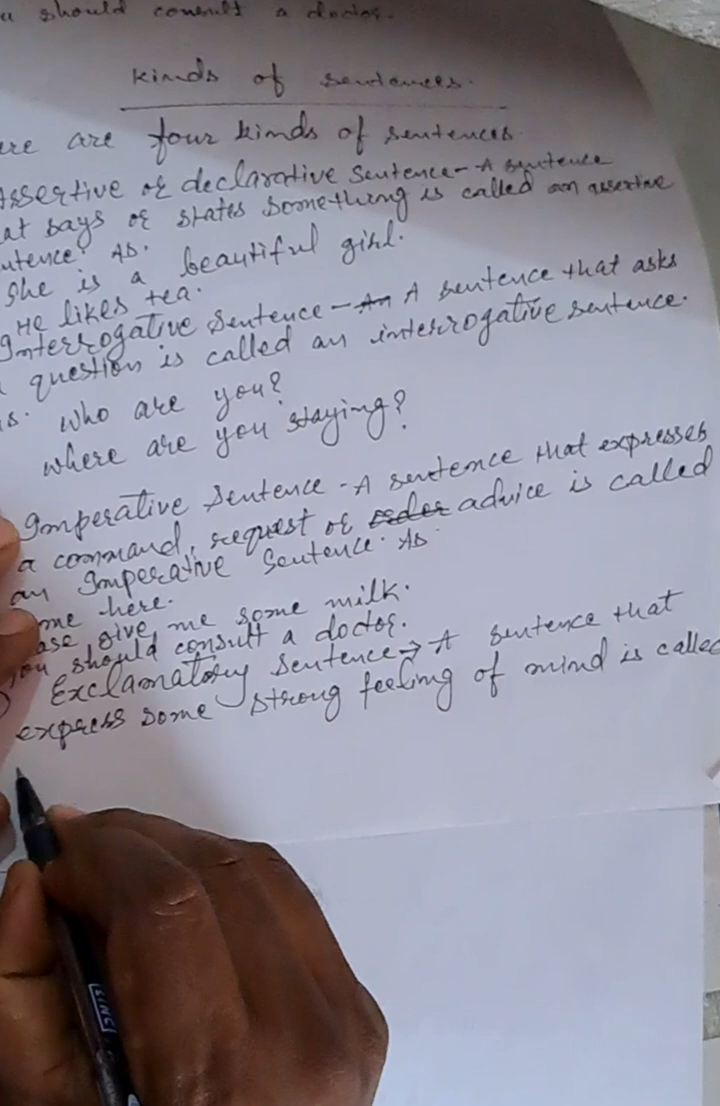 u should consult a doctor.
Kinds of sentences.
ere are four kinds of sentences.
Assertive or declarative sentence - A sentence
at says or states something is called an assertive
ntence. As.
She is a beautiful girl.
He likes tea.
Interrogative sentence - An A sentence that asks
question is called an interrogative sentence.
s. who are you?
where are you staying?
Imperative sentence - A sentence that expresses
a command, request or order advice is called
an Imperative sentence. As
me here.
ase give me some milk.
you should consult a doctor.
Exclamatory sentence → A sentence that
express some strong feeling of mind is called
LINC